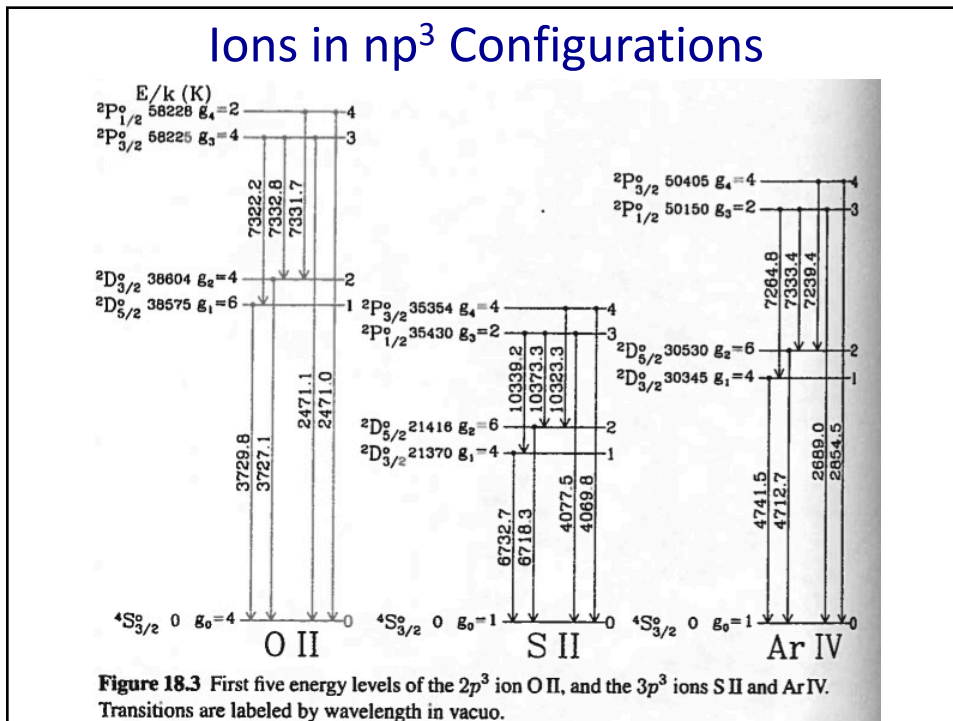 Ions in np³ Configurations
E/k (K)
²P°1/2 58228 g₄=2 4
²P°3/2 58225 g₃=4 3
7322.2
7332.8
7331.7
²D°3/2 38604 g₂=4 2
²D°5/2 38575 g₁=6 1
3729.8
3727.1
2471.1
2471.0
⁴S°3/2 0 g₀=4 0
O II
²P°3/2 35354 g₄=4 4
²P°1/2 35430 g₃=2 3
10339.2
10373.3
10323.3
²D°5/2 21416 g₂=6 2
²D°3/2 21370 g₁=4 1
6732.7
6718.3
4077.5
4069.8
⁴S°3/2 0 g₀=1 0
S II
²P°3/2 50405 g₄=4 4
²P°1/2 50150 g₃=2 3
7264.8
7333.4
7239.4
²D°5/2 30530 g₂=6 2
²D°3/2 30345 g₁=4 1
4741.5
4712.7
2689.0
2854.5
⁴S°3/2 0 g₀=1 0
Ar IV
Figure 18.3 First five energy levels of the 2p³ ion O II, and the 3p³ ions S II and Ar IV.
Transitions are labeled by wavelength in vacuo.